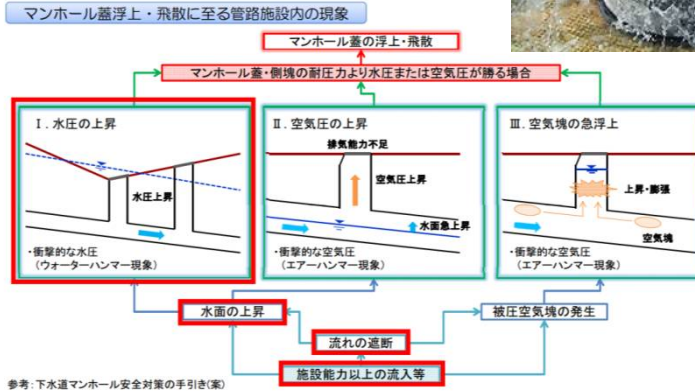 マンホール蓋浮上・飛散に至る管路施設内の現象
マンホール蓋の浮上・飛散
マンホール蓋・側塊の耐圧力より水圧または空気圧が勝る場合
Ⅰ．水圧の上昇
水圧上昇
・衝撃的な水圧
（ウォーターハンマー現象）
Ⅱ．空気圧の上昇
排気能力不足
空気圧上昇
水面急上昇
・衝撃的な空気圧
（エアーハンマー現象）
Ⅲ．空気塊の急浮上
上昇・膨張
空気塊
・衝撃的な空気圧
（エアーハンマー現象）
水面の上昇
被圧空気塊の発生
流れの遮断
施設能力以上の流入等
参考：下水道マンホール安全対策の手引き(案)